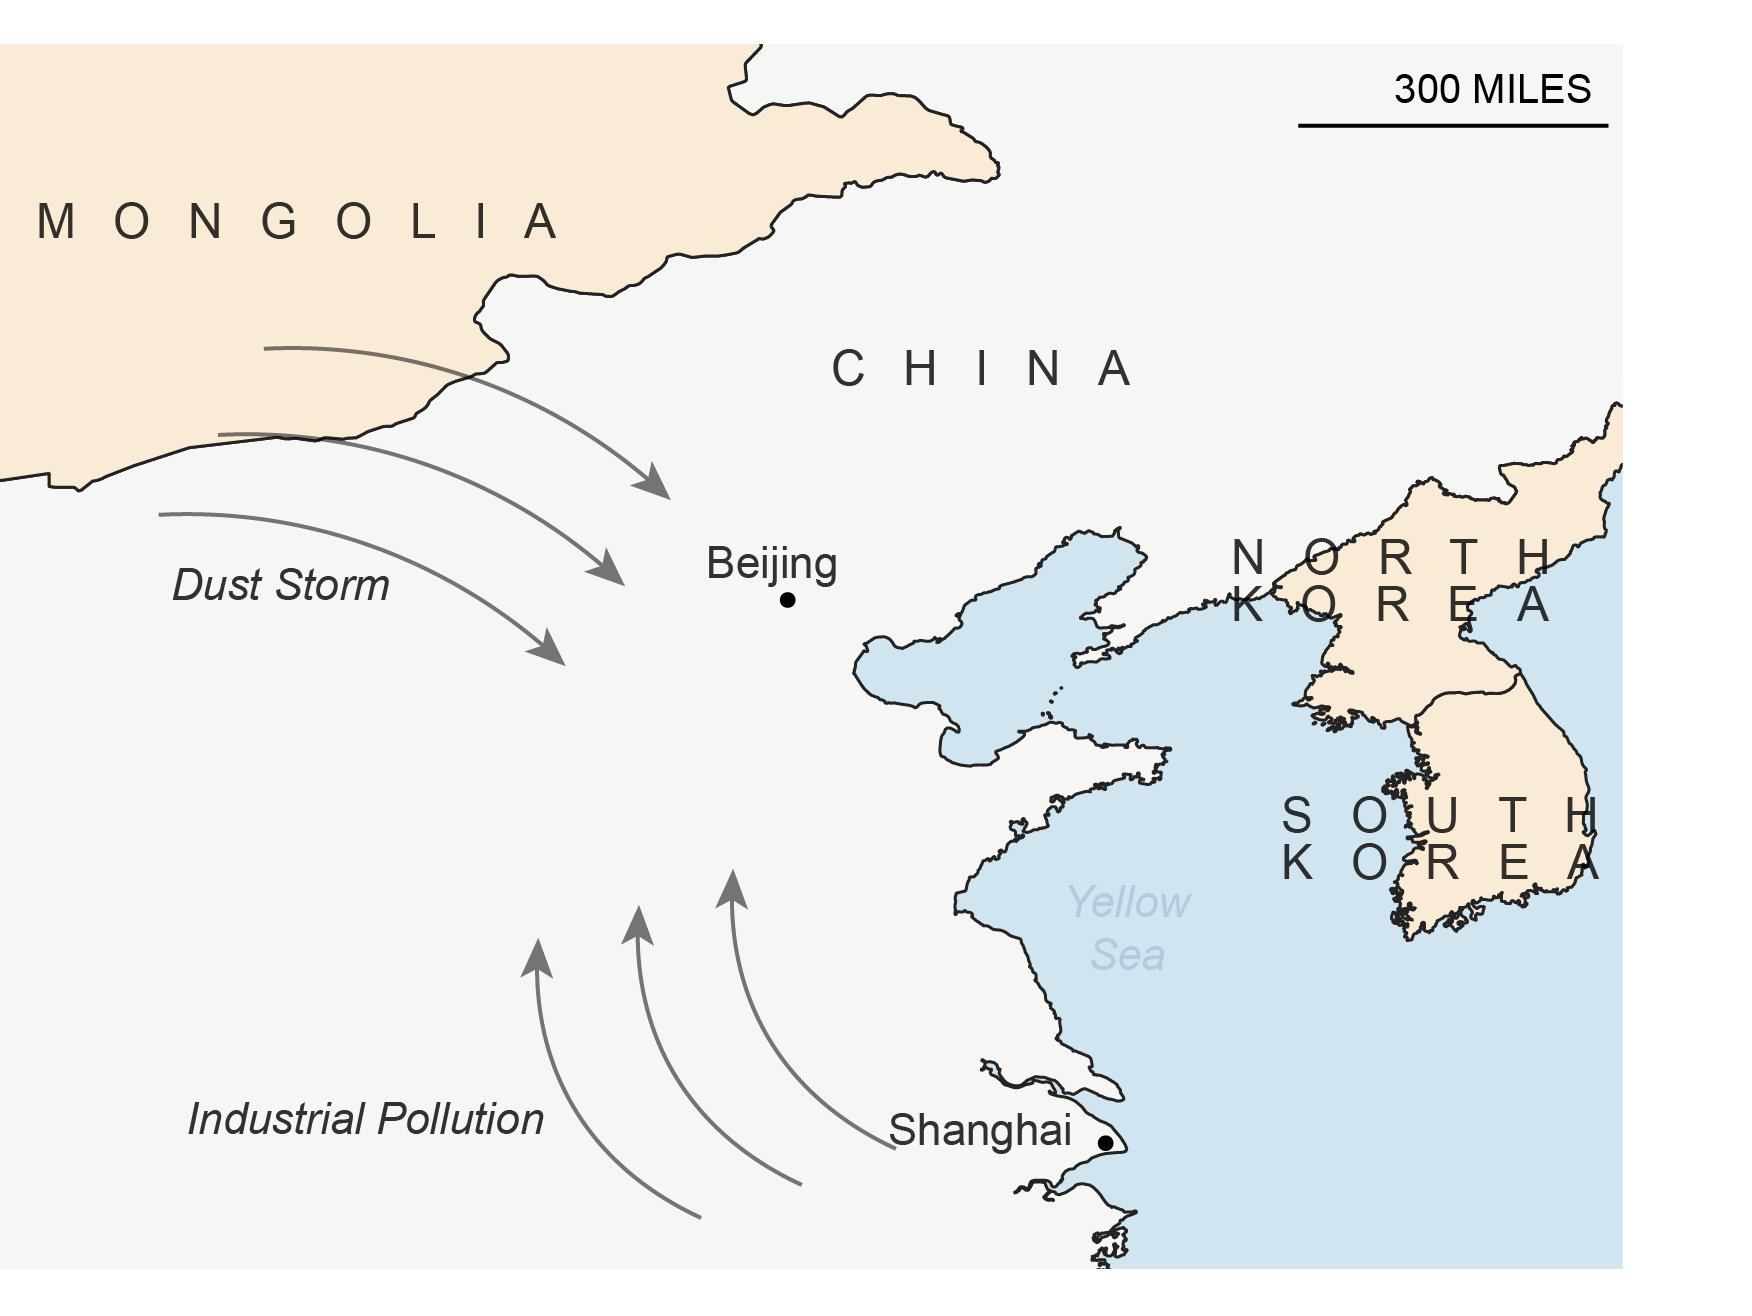 300 MILES
MONGOLIA
CHINA
NORTH
KOREA
Beijing
Dust Storm
SOUTH
KOREA
Yellow
Sea
Industrial Pollution
Shanghai